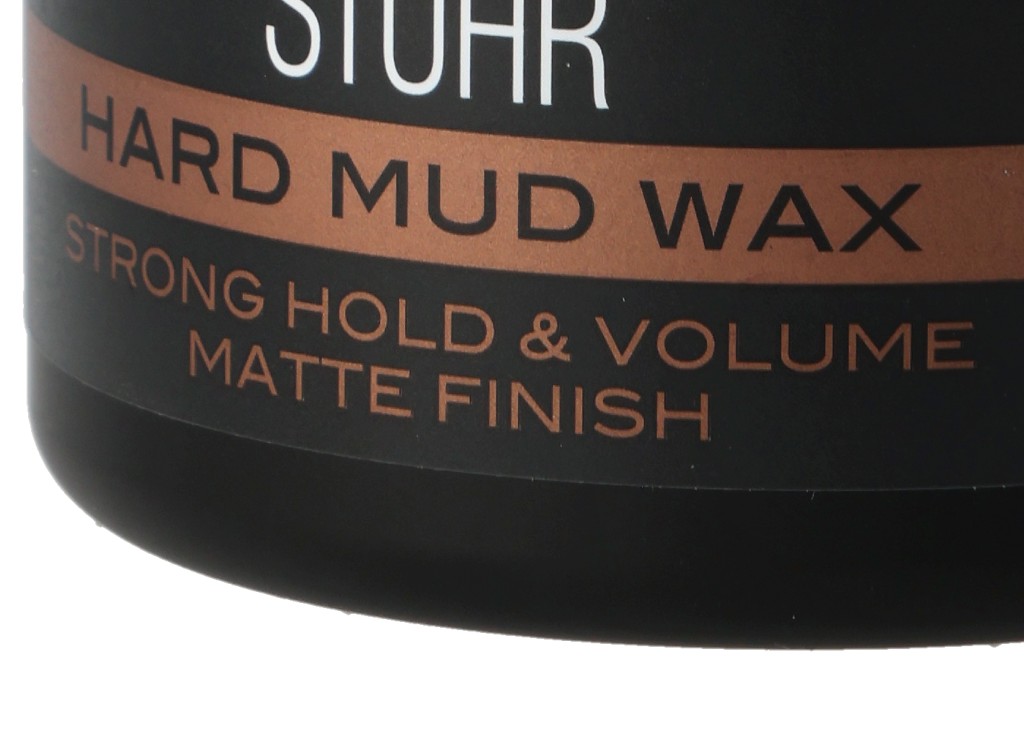 STUHR
HARD MUD WAX
STRONG HOLD & VOLUME
MATTE FINISH